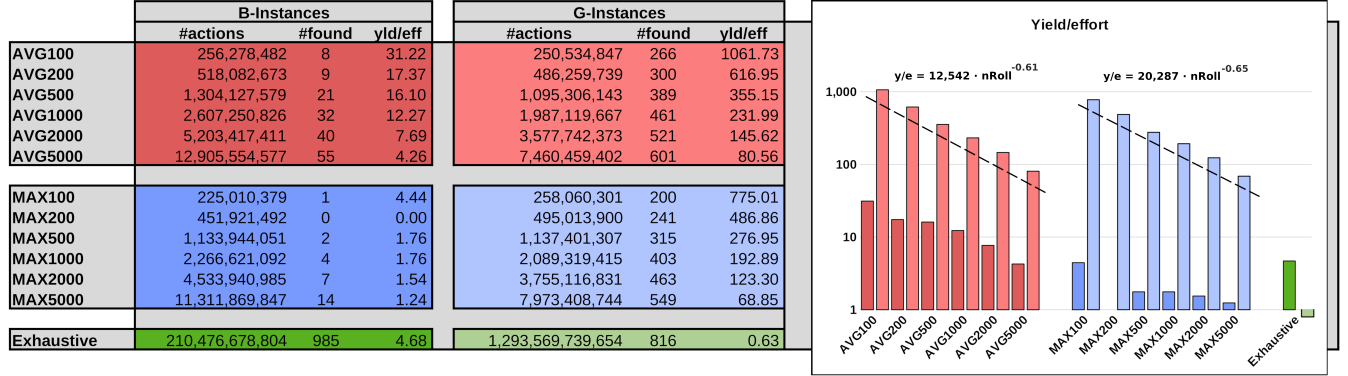 B-Instances G-Instances
#actions #found yld/eff #actions #found yld/eff
AVG100 256,278,482 8 31.22 250,534,847 266 1061.73
AVG200 518,082,673 9 17.37 486,259,739 300 616.95
AVG500 1,304,127,579 21 16.10 1,095,306,143 389 355.15
AVG1000 2,607,250,826 32 12.27 1,987,119,667 461 231.99
AVG2000 5,203,417,411 40 7.69 3,577,742,373 521 145.62
AVG5000 12,905,554,577 55 4.26 7,460,459,402 601 80.56
MAX100 225,010,379 1 4.44 258,060,301 200 775.01
MAX200 451,921,492 0 0.00 495,013,900 241 486.86
MAX500 1,133,944,051 2 1.76 1,137,401,307 315 276.95
MAX1000 2,266,621,092 4 1.76 2,089,319,415 403 192.89
MAX2000 4,533,940,985 7 1.54 3,755,116,831 463 123.30
MAX5000 11,311,869,847 14 1.24 7,973,408,744 549 68.85
Exhaustive 210,476,678,804 985 4.68 1,293,569,739,654 816 0.63
Yield/effort
y/e = 12,542 · nRoll^-0.61 y/e = 20,287 · nRoll^-0.65
1,000
100
10
1
AVG100 AVG200 AVG500 AVG1000 AVG2000 AVG5000 MAX100 MAX200 MAX500 MAX1000 MAX2000 MAX5000 Exhaustive